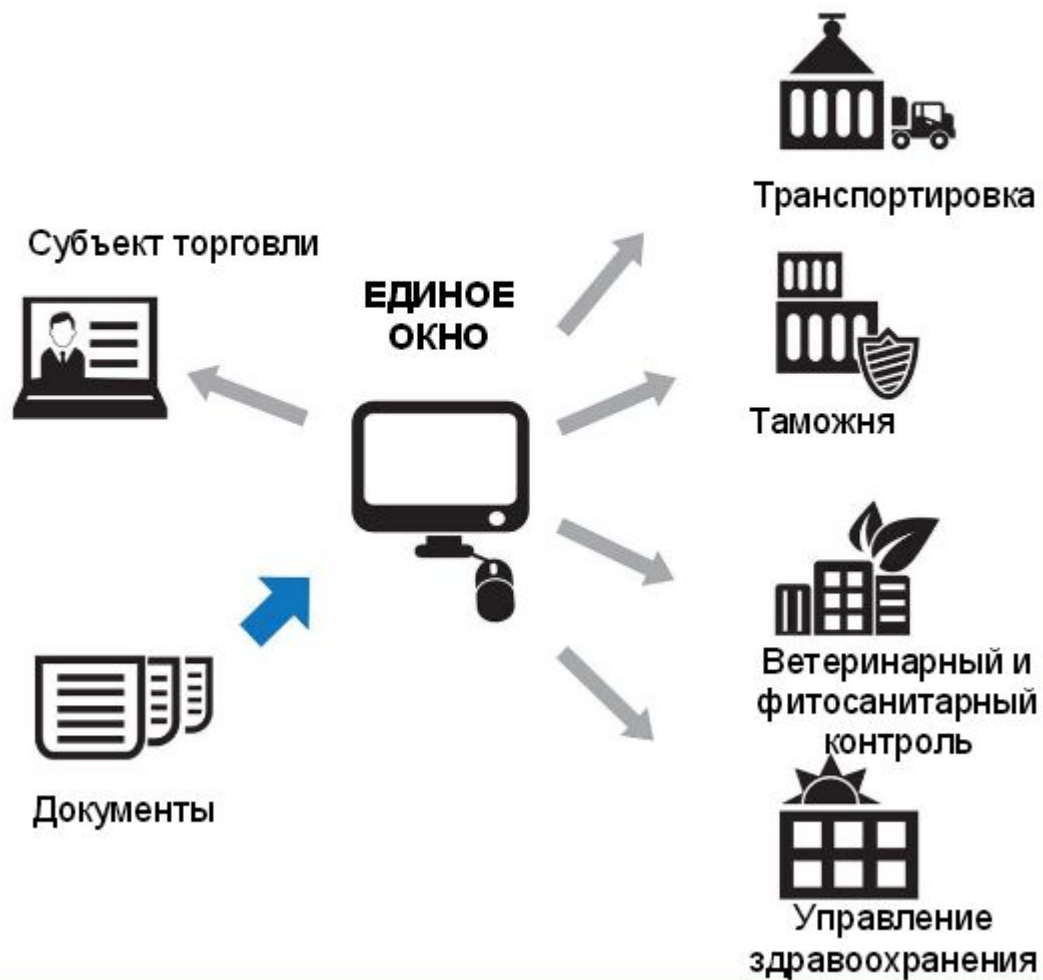 Транспортировка
Субъект торговли
ЕДИНОЕ
ОКНО
Таможня
Ветеринарный и
фитосанитарный
контроль
Документы
Управление
здравоохранения